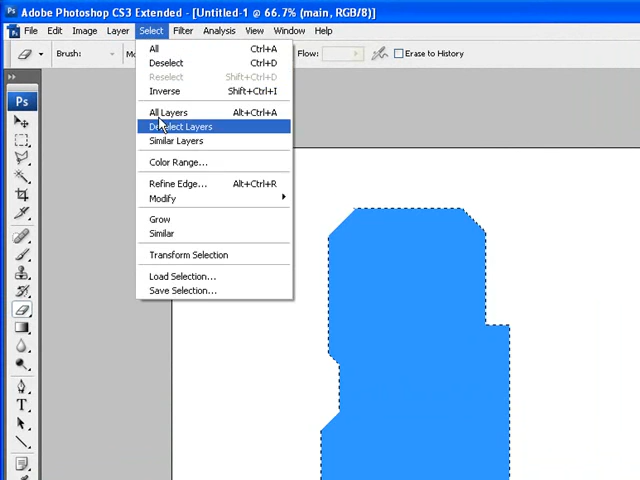 Ps Adobe Photoshop CS3 Extended - [Untitled-1 @ 66.7% (main, RGB/8)]
Ps File Edit Image Layer Select Filter Analysis View Window Help
Brush: Flow: Erase to History
Ps
All Ctrl+A
Deselect Ctrl+D
Reselect Shift+Ctrl+D
Inverse Shift+Ctrl+I
All Layers Alt+Ctrl+A
Deselect Layers
Similar Layers
Color Range...
Refine Edge... Alt+Ctrl+R
Modify
Grow
Similar
Transform Selection
Load Selection...
Save Selection...
T